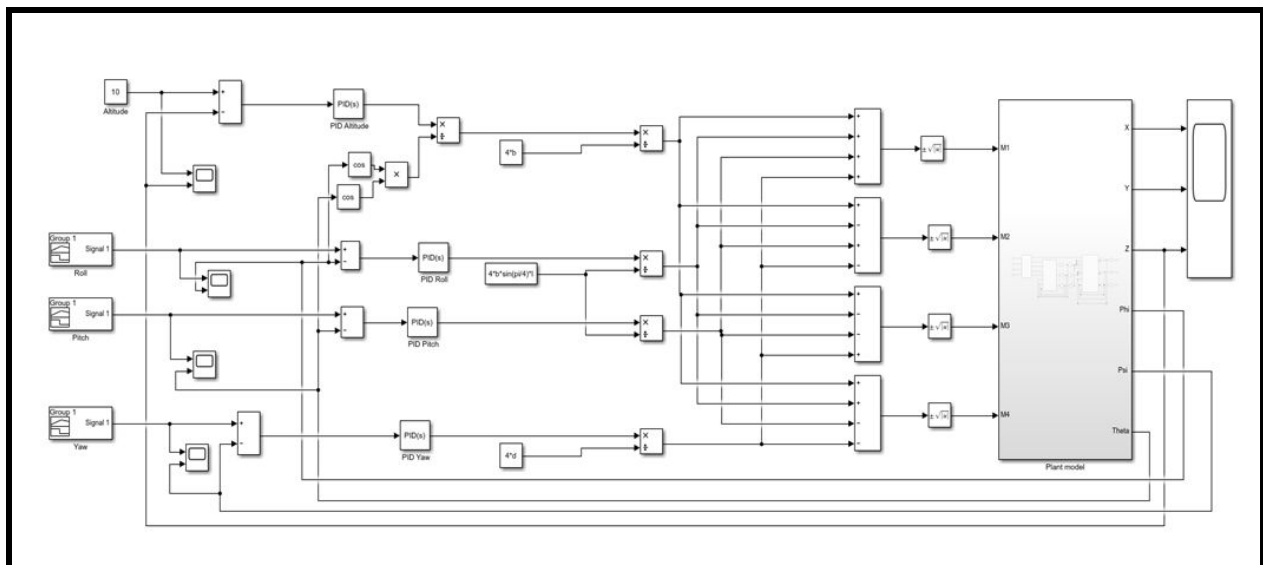 10
Altitude
+
−
PID(s)
PID Altitude
×
÷
cos
cos
×
4*b
×
÷
Group 1
Signal 1
Roll
+
−
PID(s)
PID Roll
4*b*sin(pi/4)*l
×
÷
Group 1
Signal 1
Pitch
+
−
PID(s)
PID Pitch
×
÷
Group 1
Signal 1
Yaw
+
−
PID(s)
PID Yaw
4*d
×
÷
+
+
+
+
+
−
+
−
+
−
−
+
+
+
−
−
±√|u|
±√|u|
±√|u|
±√|u|
M1
M2
M3
M4
X
Y
Z
Phi
Psi
Theta
Plant model